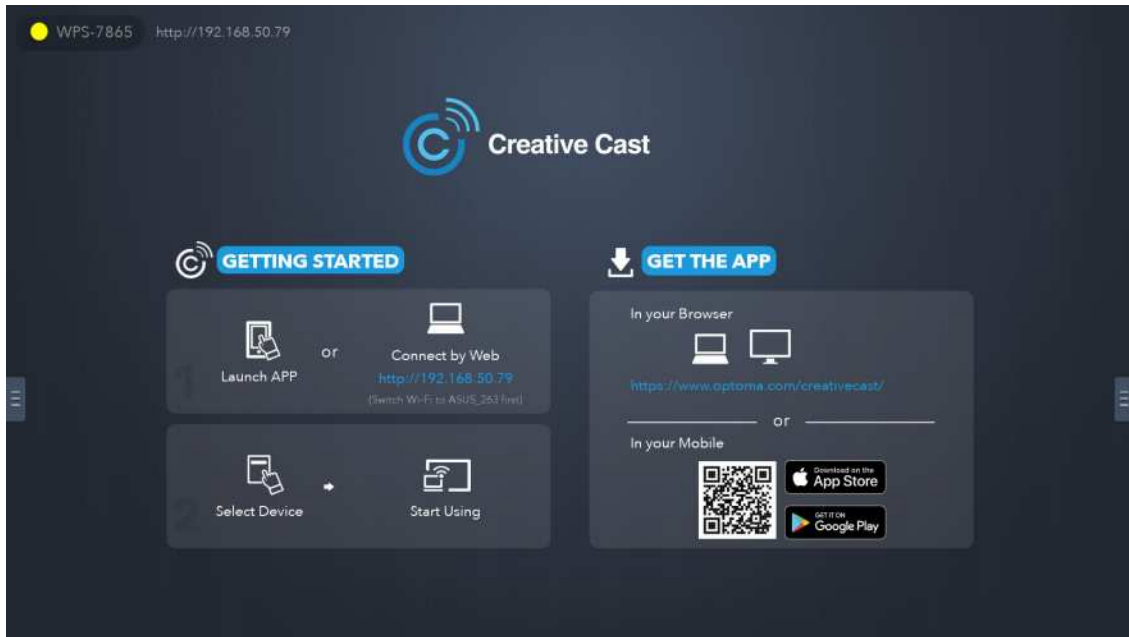 WPS-7865 http://192.168.50.79
Creative Cast
GETTING STARTED
1
Launch APP
or
Connect by Web
http://192.168.50.79
(Switch Wi-Fi to ASUS_263 first)
2
Select Device
Start Using
GET THE APP
In your Browser
https://www.optoma.com/creativecast/
or
In your Mobile
Download on the
App Store
GET IT ON
Google Play